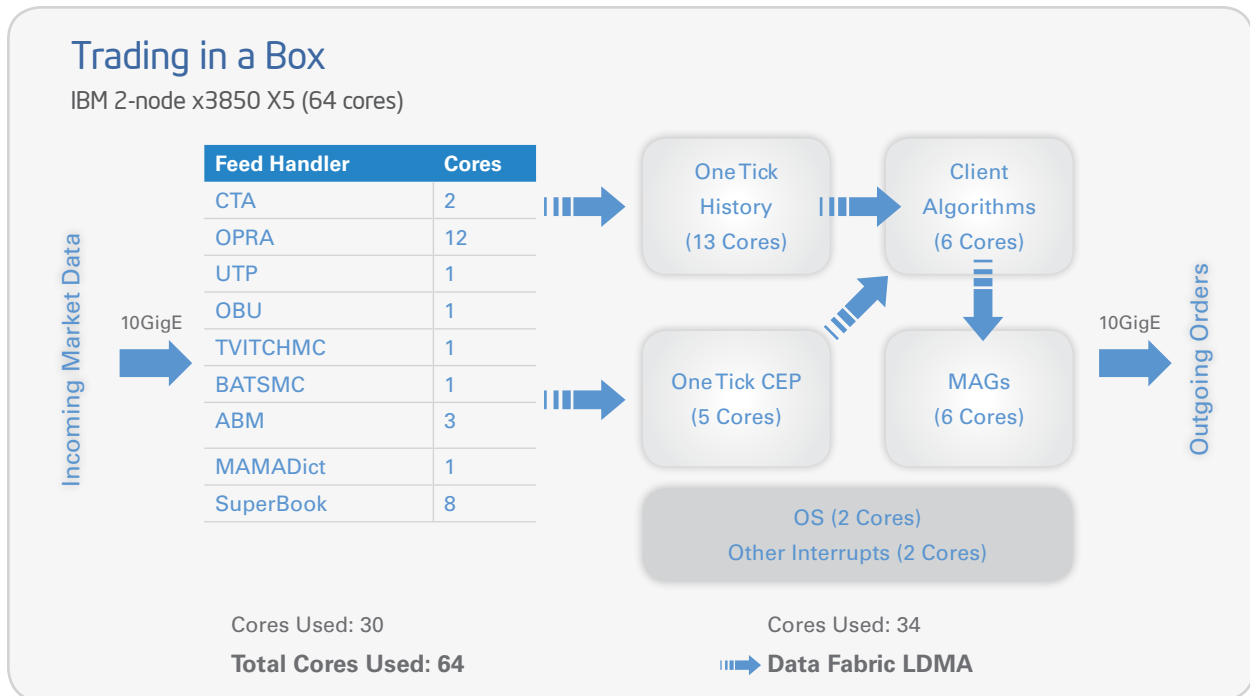 Trading in a Box
IBM 2-node x3850 X5 (64 cores)
Incoming Market Data
10GigE
Feed Handler Cores
CTA 2
OPRA 12
UTP 1
OBU 1
TVITCHMC 1
BATSMC 1
ABM 3
MAMADict 1
SuperBook 8
OneTick
History
(13 Cores)
Client
Algorithms
(6 Cores)
OneTick CEP
(5 Cores)
MAGs
(6 Cores)
OS (2 Cores)
Other Interrupts (2 Cores)
10GigE
Outgoing Orders
Cores Used: 30
Total Cores Used: 64
Cores Used: 34
Data Fabric LDMA